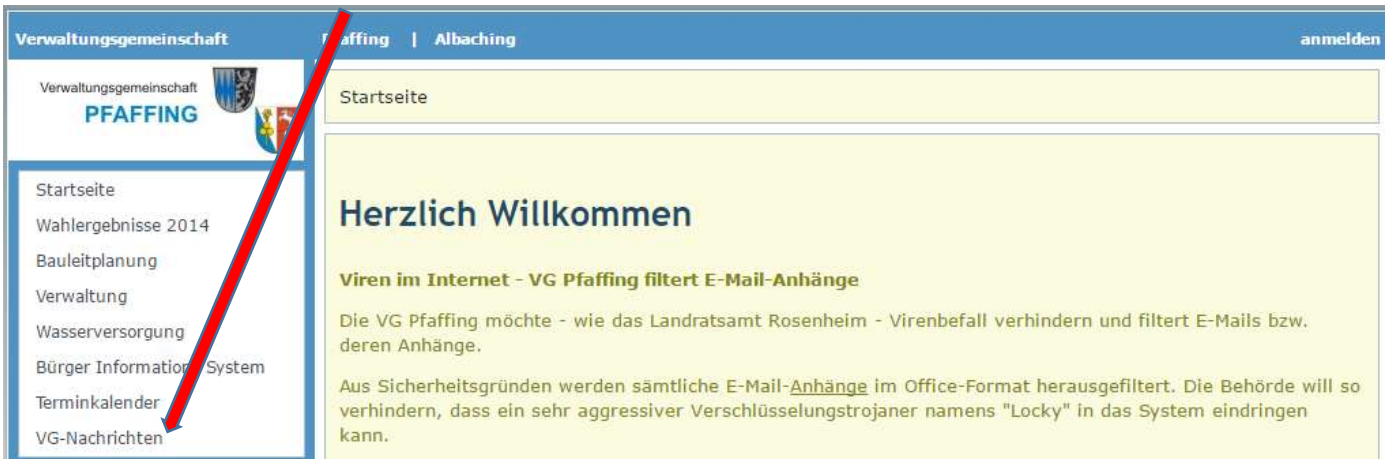 Verwaltungsgemeinschaft
Pfaffing | Albaching
anmelden
Verwaltungsgemeinschaft
PFAFFING
Startseite
Wahlergebnisse 2014
Bauleitplanung
Verwaltung
Wasserversorgung
Bürger Informations System
Terminkalender
VG-Nachrichten
Startseite
Herzlich Willkommen
Viren im Internet - VG Pfaffing filtert E-Mail-Anhänge
Die VG Pfaffing möchte - wie das Landratsamt Rosenheim - Virenbefall verhindern und filtert E-Mails bzw.
deren Anhänge.
Aus Sicherheitsgründen werden sämtliche E-Mail-Anhänge im Office-Format herausgefiltert. Die Behörde will so
verhindern, dass ein sehr aggressiver Verschlüsselungstrojaner namens "Locky" in das System eindringen
kann.